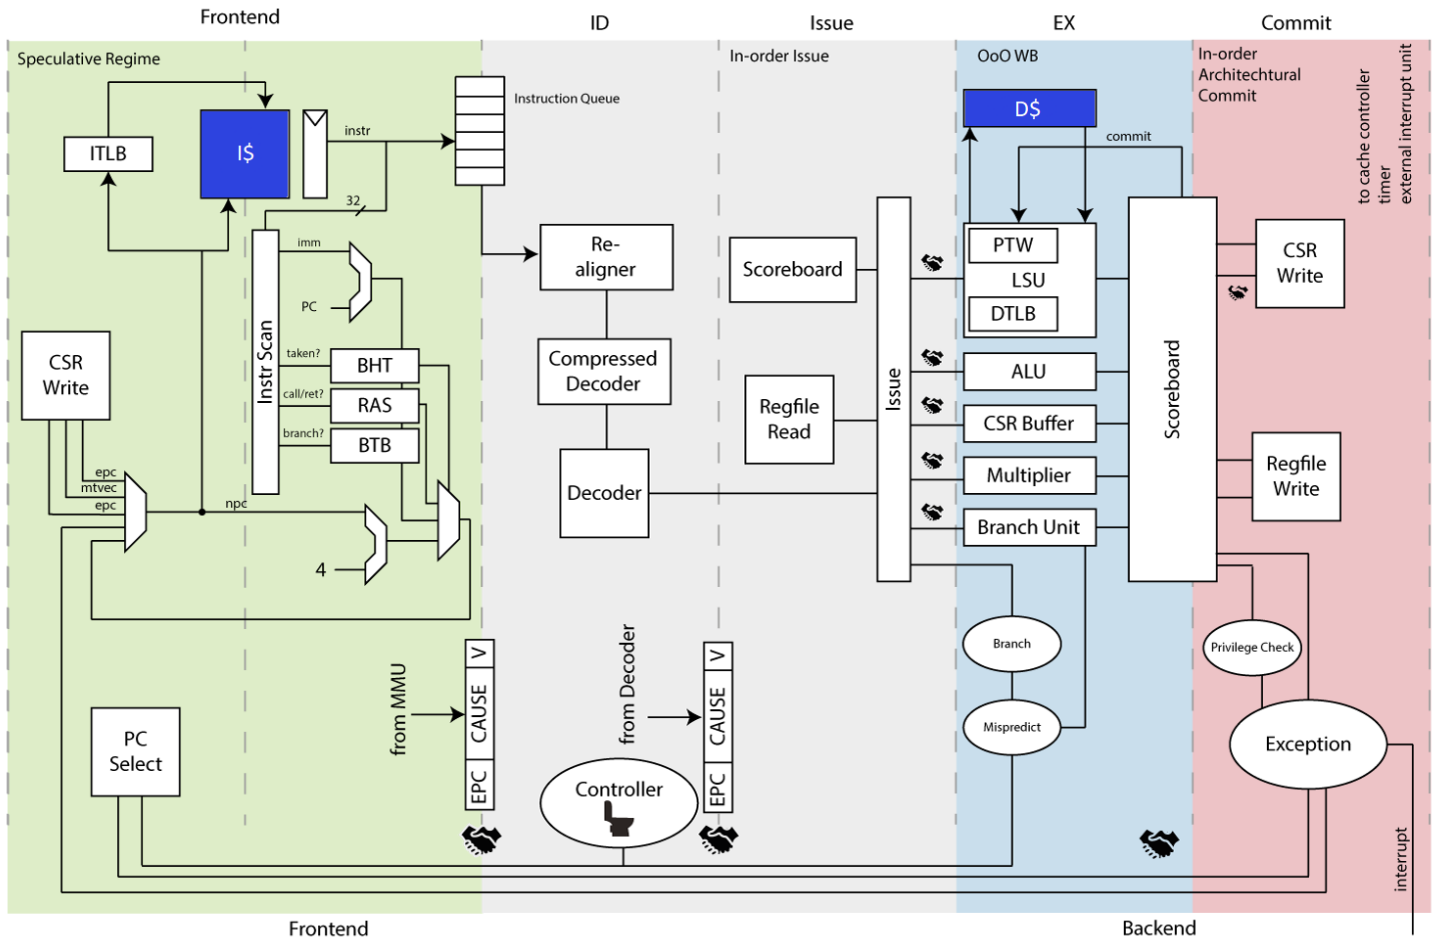 Frontend
ID
Issue
EX
Commit
Speculative Regime
In-order Issue
OoO WB
In-order
Architechtural
Commit
to cache controller
timer
external interrupt unit
ITLB
I$
instr
32
Instruction Queue
Instr Scan
imm
PC
taken?
call/ret?
branch?
BHT
RAS
BTB
CSR
Write
epc
mtvec
epc
npc
4
PC
Select
from MMU
V
CAUSE
EPC
Re-
aligner
Compressed
Decoder
Decoder
from Decoder
V
CAUSE
EPC
Controller
Scoreboard
Regfile
Read
Issue
D$
commit
PTW
LSU
DTLB
ALU
CSR Buffer
Multiplier
Branch Unit
Branch
Mispredict
Scoreboard
CSR
Write
Regfile
Write
Privilege Check
Exception
interrupt
Frontend
Backend